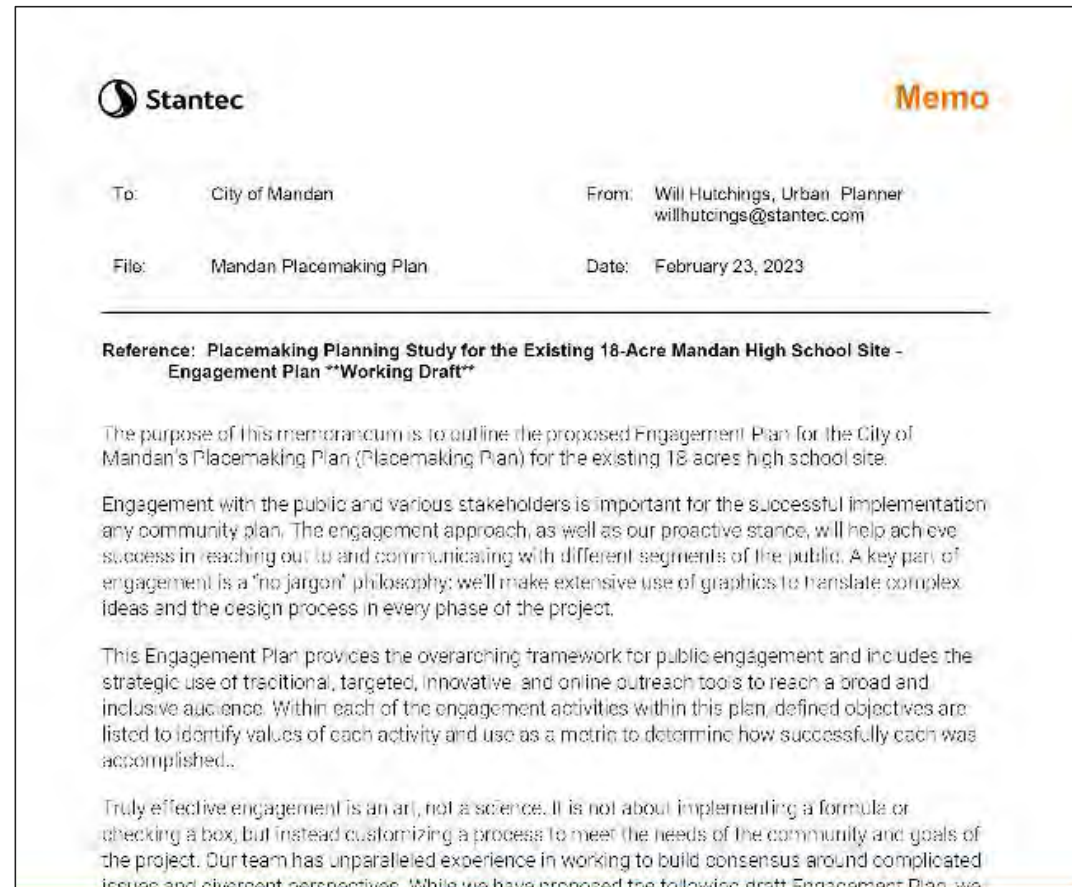 Stantec
Memo
To: City of Mandan From: Will Hutchings, Urban Planner
willhutcings@stantec.com
File: Mandan Placemaking Plan Date: February 23, 2023
Reference: Placemaking Planning Study for the Existing 18-Acre Mandan High School Site -
Engagement Plan **Working Draft**
The purpose of this memorandum is to outline the proposed Engagement Plan for the City of
Mandan's Placemaking Plan (Placemaking Plan) for the existing 18 acres high school site.
Engagement with the public and various stakeholders is important for the successful implementation
any community plan. The engagement approach, as well as our proactive stance, will help achieve
success in reaching out to and communicating with different segments of the public. A key part of
engagement is a "no jargon" philosophy; we'll make extensive use of graphics to translate complex
ideas and the design process in every phase of the project.
This Engagement Plan provides the overarching framework for public engagement and includes the
strategic use of traditional, targeted, innovative, and online outreach tools to reach a broad and
inclusive audience. Within each of the engagement activities within this plan, defined objectives are
listed to identify values of each activity and use as a metric to determine how successfully each was
accomplished..
Truly effective engagement is an art, not a science. It is not about implementing a formula or
checking a box, but instead customizing a process to meet the needs of the community and goals of
the project. Our team has unparalleled experience in working to build consensus around complicated
issues and divergent perspectives. While we have proposed the following draft Engagement Plan, we